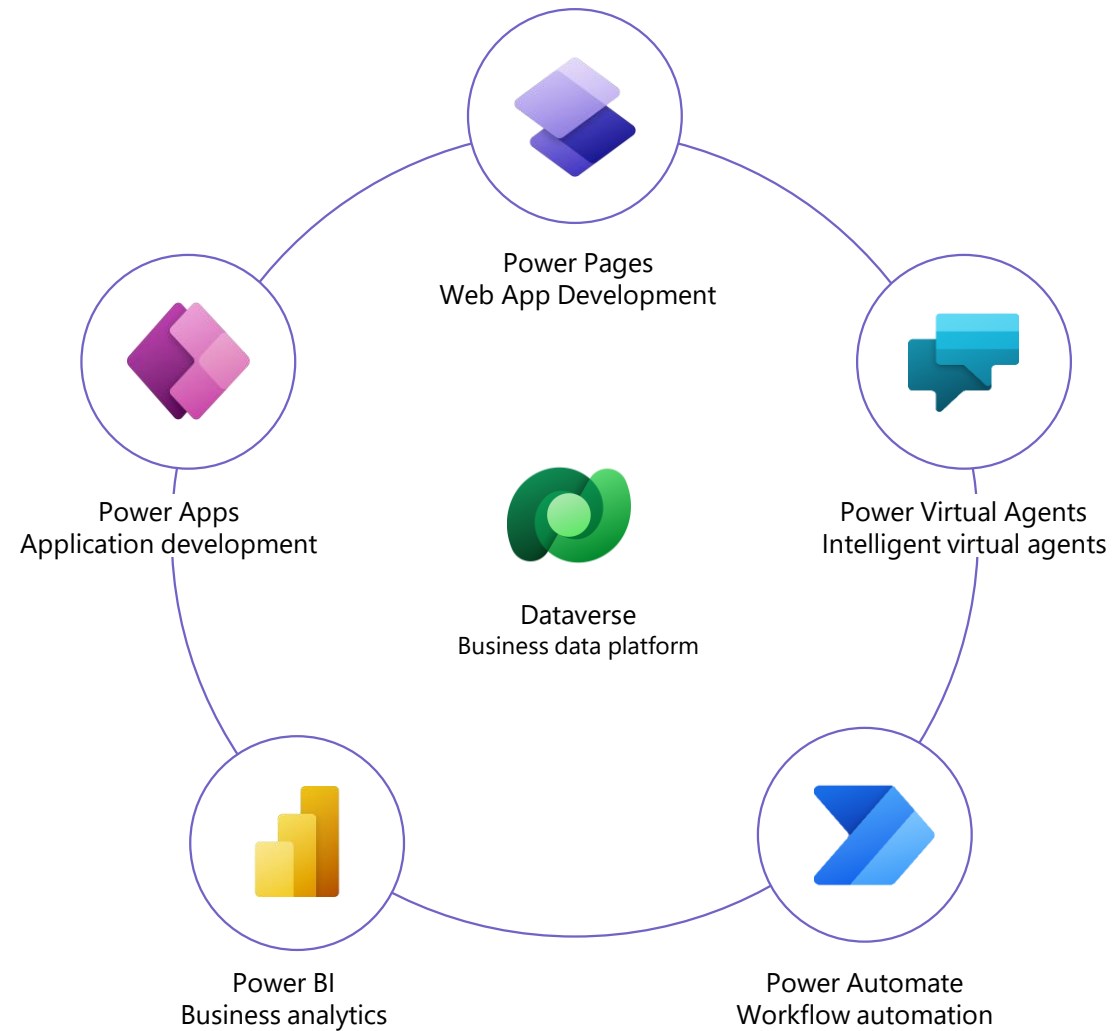 Power Pages
Web App Development
Power Apps
Application development
Power Virtual Agents
Intelligent virtual agents
Dataverse
Business data platform
Power BI
Business analytics
Power Automate
Workflow automation